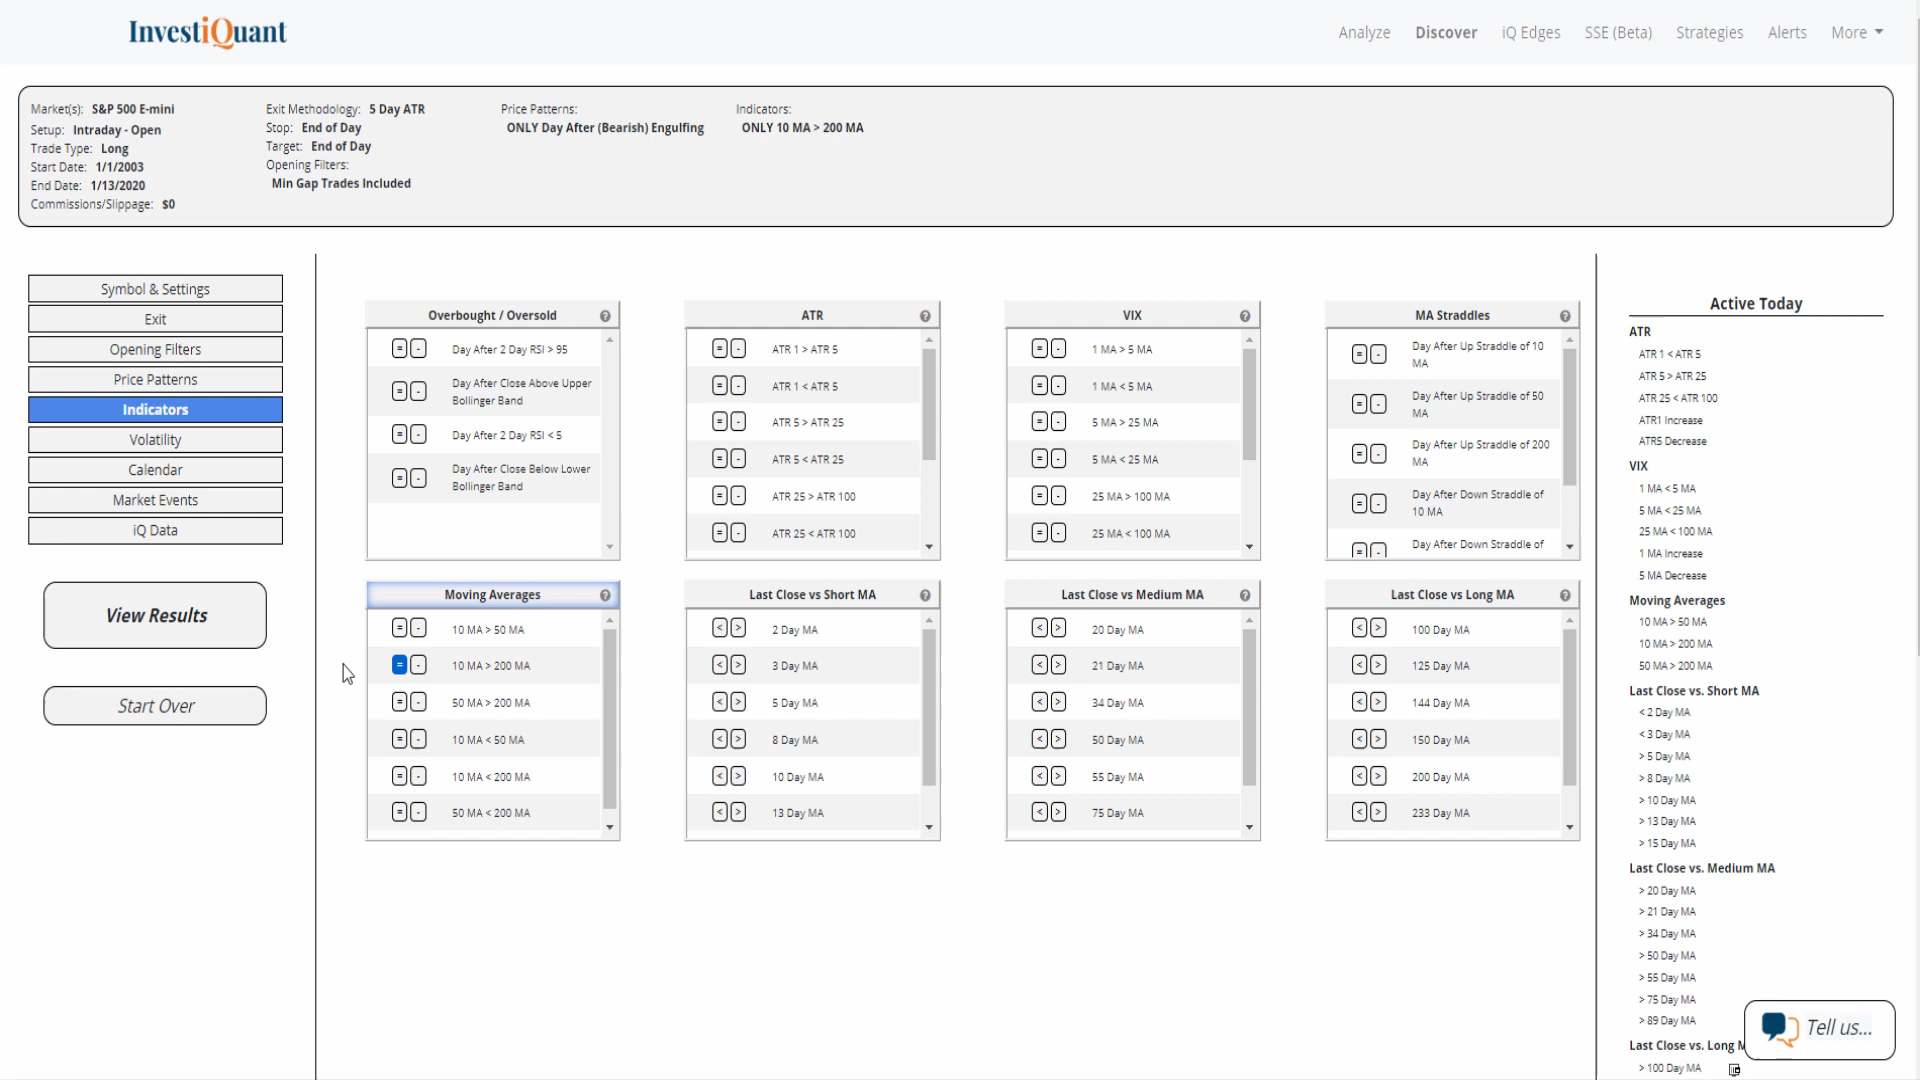 InvestiQuant
Analyze Discover iQ Edges SSE (Beta) Strategies Alerts More
Market(s): S&P 500 E-mini
Setup: Intraday - Open
Trade Type: Long
Start Date: 1/1/2003
End Date: 1/13/2020
Commissions/Slippage: $0
Exit Methodology: 5 Day ATR
Stop: End of Day
Target: End of Day
Opening Filters:
Min Gap Trades Included
Price Patterns:
ONLY Day After (Bearish) Engulfing
Indicators:
ONLY 10 MA > 200 MA
Symbol & Settings
Exit
Opening Filters
Price Patterns
Indicators
Volatility
Calendar
Market Events
iQ Data
View Results
Start Over
Overbought / Oversold ?
= - Day After 2 Day RSI > 95
= - Day After Close Above Upper
Bollinger Band
= - Day After 2 Day RSI < 5
= - Day After Close Below Lower
Bollinger Band
ATR ?
= - ATR 1 > ATR 5
= - ATR 1 < ATR 5
= - ATR 5 > ATR 25
= - ATR 5 < ATR 25
= - ATR 25 > ATR 100
= - ATR 25 < ATR 100
VIX ?
= - 1 MA > 5 MA
= - 1 MA < 5 MA
= - 5 MA > 25 MA
= - 5 MA < 25 MA
= - 25 MA > 100 MA
= - 25 MA < 100 MA
MA Straddles ?
= - Day After Up Straddle of 10
MA
= - Day After Up Straddle of 50
MA
= - Day After Up Straddle of 200
MA
= - Day After Down Straddle of
10 MA
= - Day After Down Straddle of
Moving Averages ?
= - 10 MA > 50 MA
= - 10 MA > 200 MA
= - 50 MA > 200 MA
= - 10 MA < 50 MA
= - 10 MA < 200 MA
= - 50 MA < 200 MA
Last Close vs Short MA ?
< > 2 Day MA
< > 3 Day MA
< > 5 Day MA
< > 8 Day MA
< > 10 Day MA
< > 13 Day MA
Last Close vs Medium MA ?
< > 20 Day MA
< > 21 Day MA
< > 34 Day MA
< > 50 Day MA
< > 55 Day MA
< > 75 Day MA
Last Close vs Long MA ?
< > 100 Day MA
< > 125 Day MA
< > 144 Day MA
< > 150 Day MA
< > 200 Day MA
< > 233 Day MA
Active Today
ATR
ATR 1 < ATR 5
ATR 5 > ATR 25
ATR 25 < ATR 100
ATR1 Increase
ATR5 Decrease
VIX
1 MA < 5 MA
5 MA < 25 MA
25 MA < 100 MA
1 MA Increase
5 MA Decrease
Moving Averages
10 MA > 50 MA
10 MA > 200 MA
50 MA > 200 MA
Last Close vs. Short MA
< 2 Day MA
< 3 Day MA
> 5 Day MA
> 8 Day MA
> 10 Day MA
> 13 Day MA
> 15 Day MA
Last Close vs. Medium MA
> 20 Day MA
> 21 Day MA
> 34 Day MA
> 50 Day MA
> 55 Day MA
> 75 Day MA
> 89 Day MA
Last Close vs. Long
> 100 Day MA
Tell us...